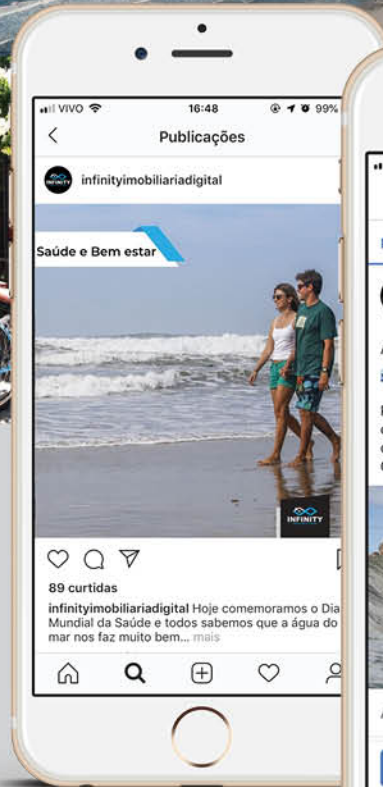 VIVO 16:48 99%
Publicações
INFINITY
infinityimobiliariadigital
Saúde e Bem estar
INFINITY
89 curtidas
infinityimobiliariadigital Hoje comemoramos o Dia
Mundial da Saúde e todos sabemos que a água do
mar nos faz muito bem... mais